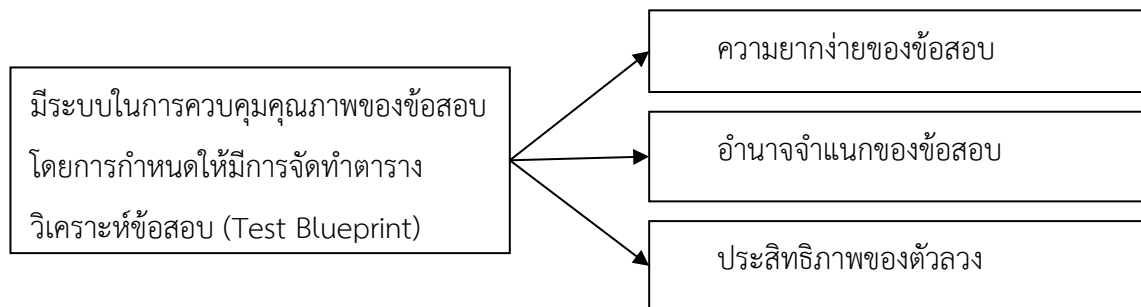 มีระบบในการควบคุมคุณภาพของข้อสอบ
โดยการกำหนดให้มีการจัดทำตาราง
วิเคราะห์ข้อสอบ (Test Blueprint)
ความยากง่ายของข้อสอบ
อำนาจจำแนกของข้อสอบ
ประสิทธิภาพของตัวลวง